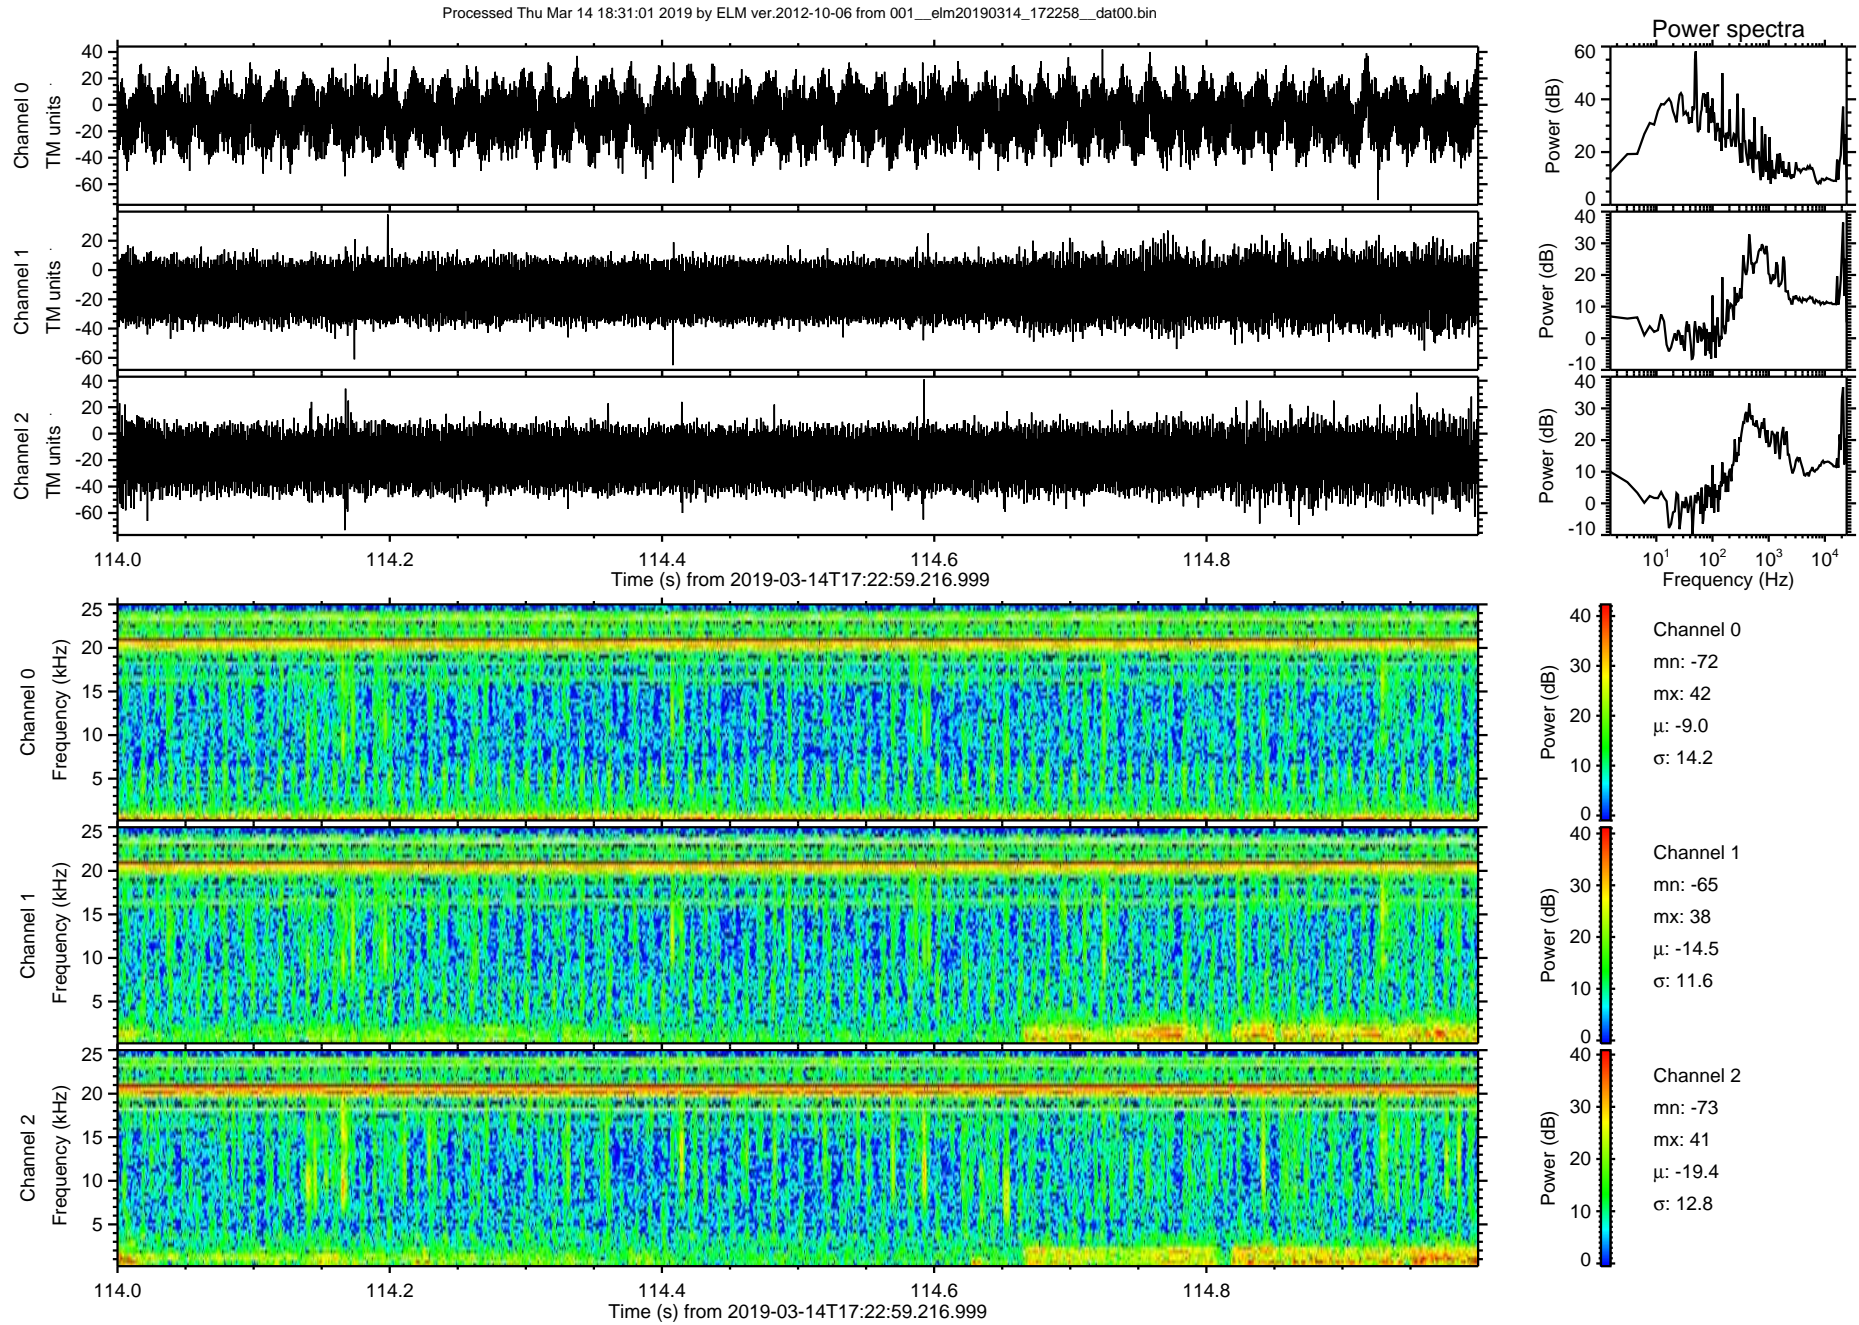 Processed Thu Mar 14 18:31:01 2019 by ELM ver.2012-10-06 from 001__elm20190314_172258__dat00.bin
Power spectra
Channel 0
TM units
40
20
0
-20
-40
-60
Power (dB)
60
40
20
0
Channel 1
TM units
20
0
-20
-40
-60
Power (dB)
40
30
20
10
0
-10
Channel 2
TM units
40
20
0
-20
-40
-60
Power (dB)
40
30
20
10
0
-10
114.0 114.2 114.4 114.6 114.8
Time (s) from 2019-03-14T17:22:59.216.999
10¹ 10² 10³ 10⁴
Frequency (Hz)
Channel 0
Frequency (kHz)
25
20
15
10
5
Power (dB)
40
30
20
10
0
Channel 0
mn: -72
mx: 42
μ: -9.0
σ: 14.2
Channel 1
Frequency (kHz)
25
20
15
10
5
Power (dB)
40
30
20
10
0
Channel 1
mn: -65
mx: 38
μ: -14.5
σ: 11.6
Channel 2
Frequency (kHz)
25
20
15
10
5
Power (dB)
40
30
20
10
0
Channel 2
mn: -73
mx: 41
μ: -19.4
σ: 12.8
114.0 114.2 114.4 114.6 114.8
Time (s) from 2019-03-14T17:22:59.216.999